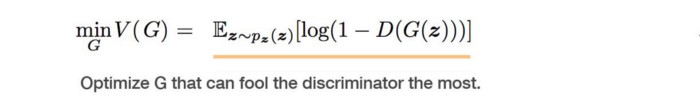 min_G V(G) = 𝔼_{z∼p_z(z)}[log(1 − D(G(z)))]
Optimize G that can fool the discriminator the most.